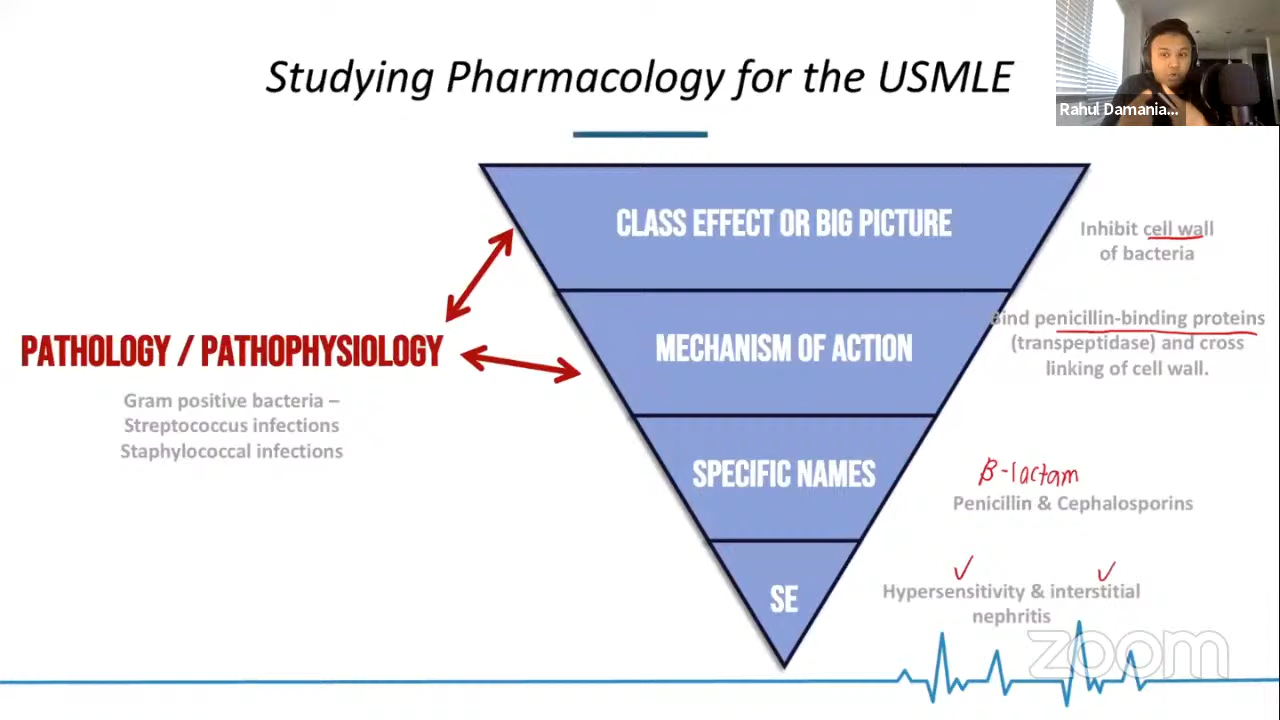 Studying Pharmacology for the USMLE
Rahul Damania...
CLASS EFFECT OR BIG PICTURE
Inhibit cell wall
of bacteria
PATHOLOGY / PATHOPHYSIOLOGY
Gram positive bacteria –
Streptococcus infections
Staphylococcal infections
MECHANISM OF ACTION
Bind penicillin-binding proteins
(transpeptidase) and cross
linking of cell wall.
SPECIFIC NAMES
β-lactam
Penicillin & Cephalosporins
SE
Hypersensitivity & interstitial
nephritis
zoom